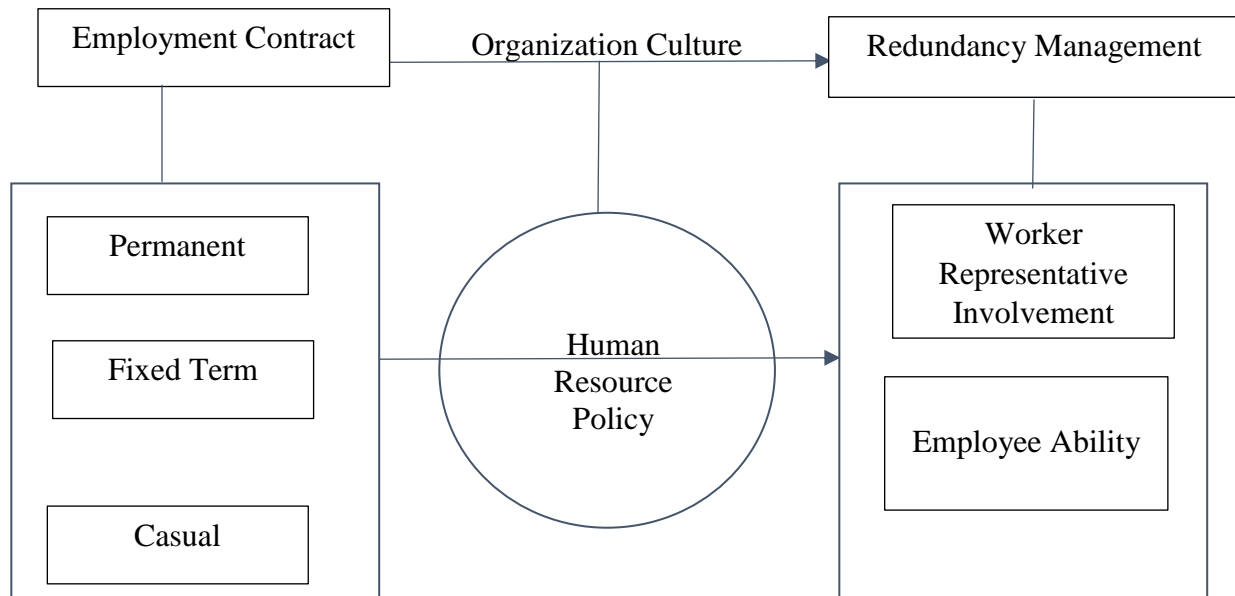 Employment Contract
Organization Culture
Redundancy Management
Permanent
Fixed Term
Casual
Human
Resource
Policy
Worker
Representative
Involvement
Employee Ability